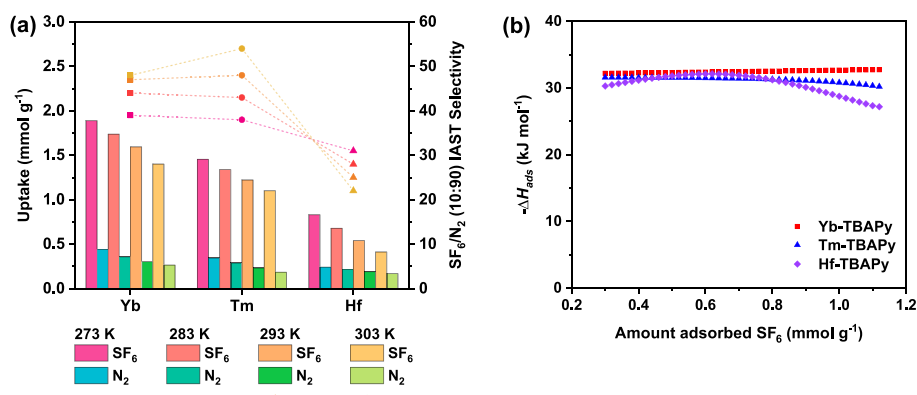 (a)
3.0
2.5
2.0
1.5
1.0
0.5
0.0
Uptake (mmol g⁻¹)
60
50
40
30
20
10
0
SF₆/N₂ (10:90) IAST Selectivity
Yb Tm Hf
273 K 283 K 293 K 303 K
SF₆ SF₆ SF₆ SF₆
N₂ N₂ N₂ N₂
(b)
40
30
20
10
0
-ΔH_ads (kJ mol⁻¹)
Yb-TBAPy
Tm-TBAPy
Hf-TBAPy
0.2 0.4 0.6 0.8 1.0 1.2
Amount adsorbed SF₆ (mmol g⁻¹)